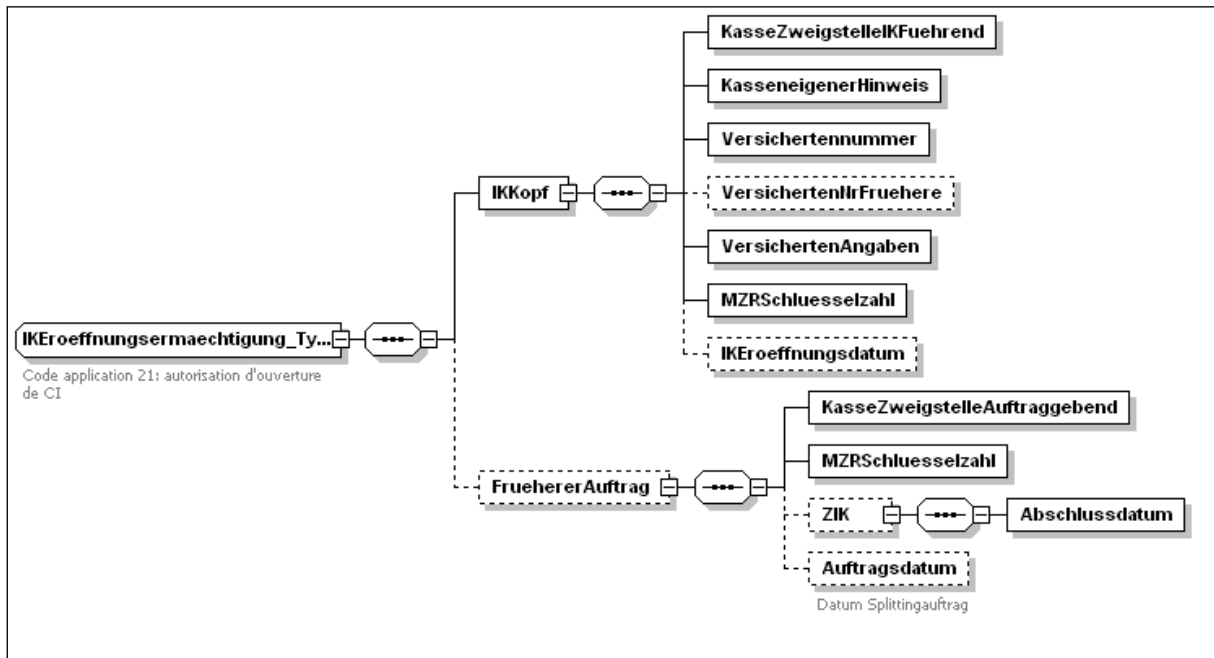 KasseZweigstelleIKFuehrend
KasseneigenerHinweis
Versichertennummer
IKKopf
VersichertenNrFruehere
VersichertenAngaben
MZRSchluesselzahl
IKEroeffnungsermaechtigung_Ty...
IKEroeffnungsdatum
Code application 21: autorisation d'ouverture
de CI
KasseZweigstelleAuftraggebend
MZRSchluesselzahl
FruehererAuftrag
ZIK
Abschlussdatum
Auftragsdatum
Datum Splittingauftrag